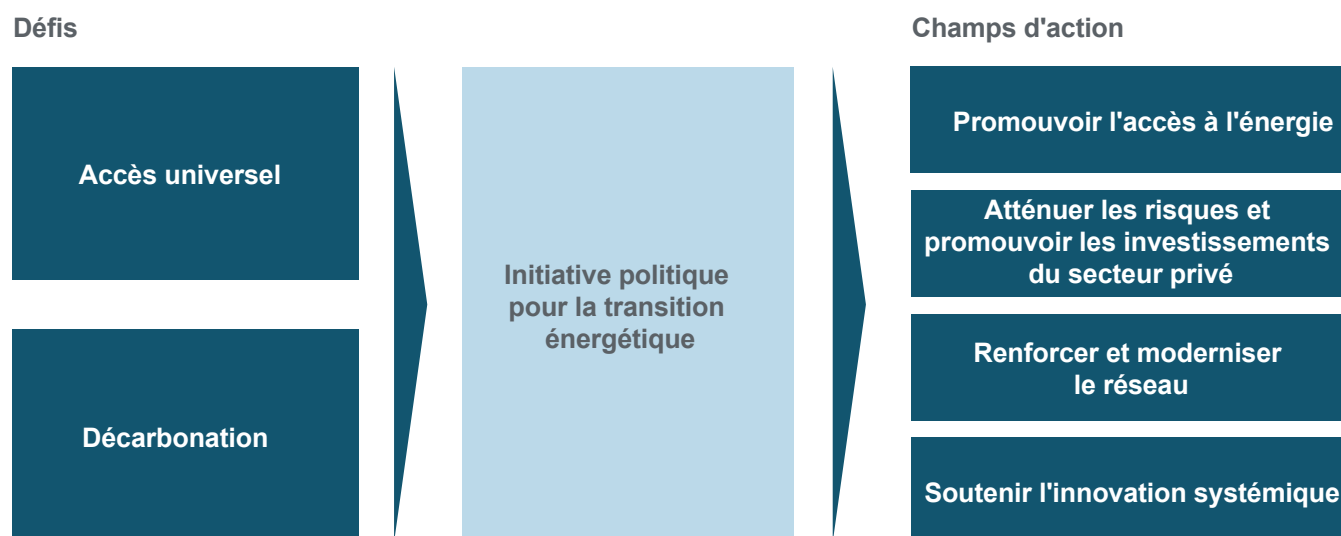 Défis
Champs d'action
Accès universel
Décarbonation
Initiative politique
pour la transition
énergétique
Promouvoir l'accès à l'énergie
Atténuer les risques et
promouvoir les investissements
du secteur privé
Renforcer et moderniser
le réseau
Soutenir l'innovation systémique